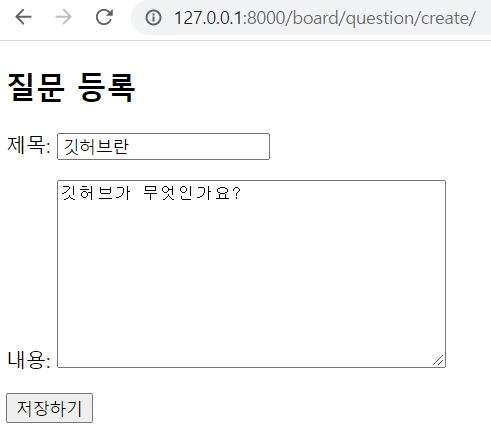 127.0.0.1:8000/board/question/create/
질문 등록
제목: 깃허브란
깃허브가 무엇인가요?
내용:
저장하기